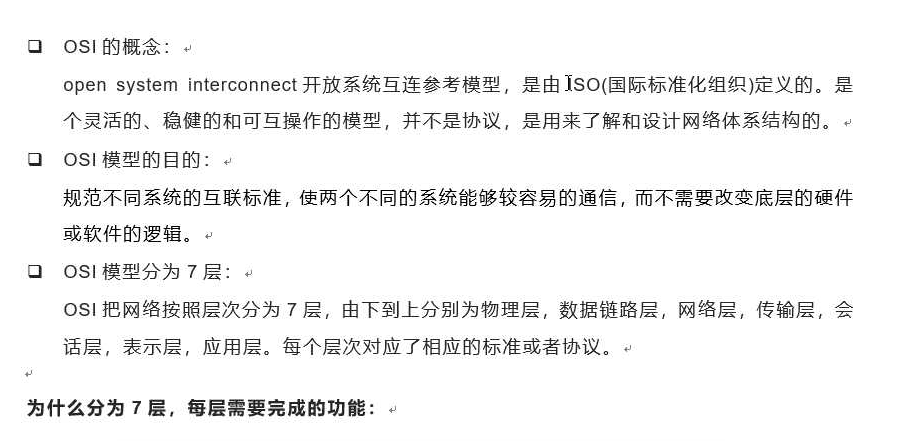 OSI 的概念：
open system interconnect 开放系统互连参考模型，是由 ISO(国际标准化组织)定义的。是
个灵活的、稳健的和可互操作的模型，并不是协议，是用来了解和设计网络体系结构的。
OSI 模型的目的：
规范不同系统的互联标准，使两个不同的系统能够较容易的通信，而不需要改变底层的硬件
或软件的逻辑。
OSI 模型分为 7 层：
OSI 把网络按照层次分为 7 层，由下到上分别为物理层，数据链路层，网络层，传输层，会
话层，表示层，应用层。每个层次对应了相应的标准或者协议。
为什么分为 7 层，每层需要完成的功能：